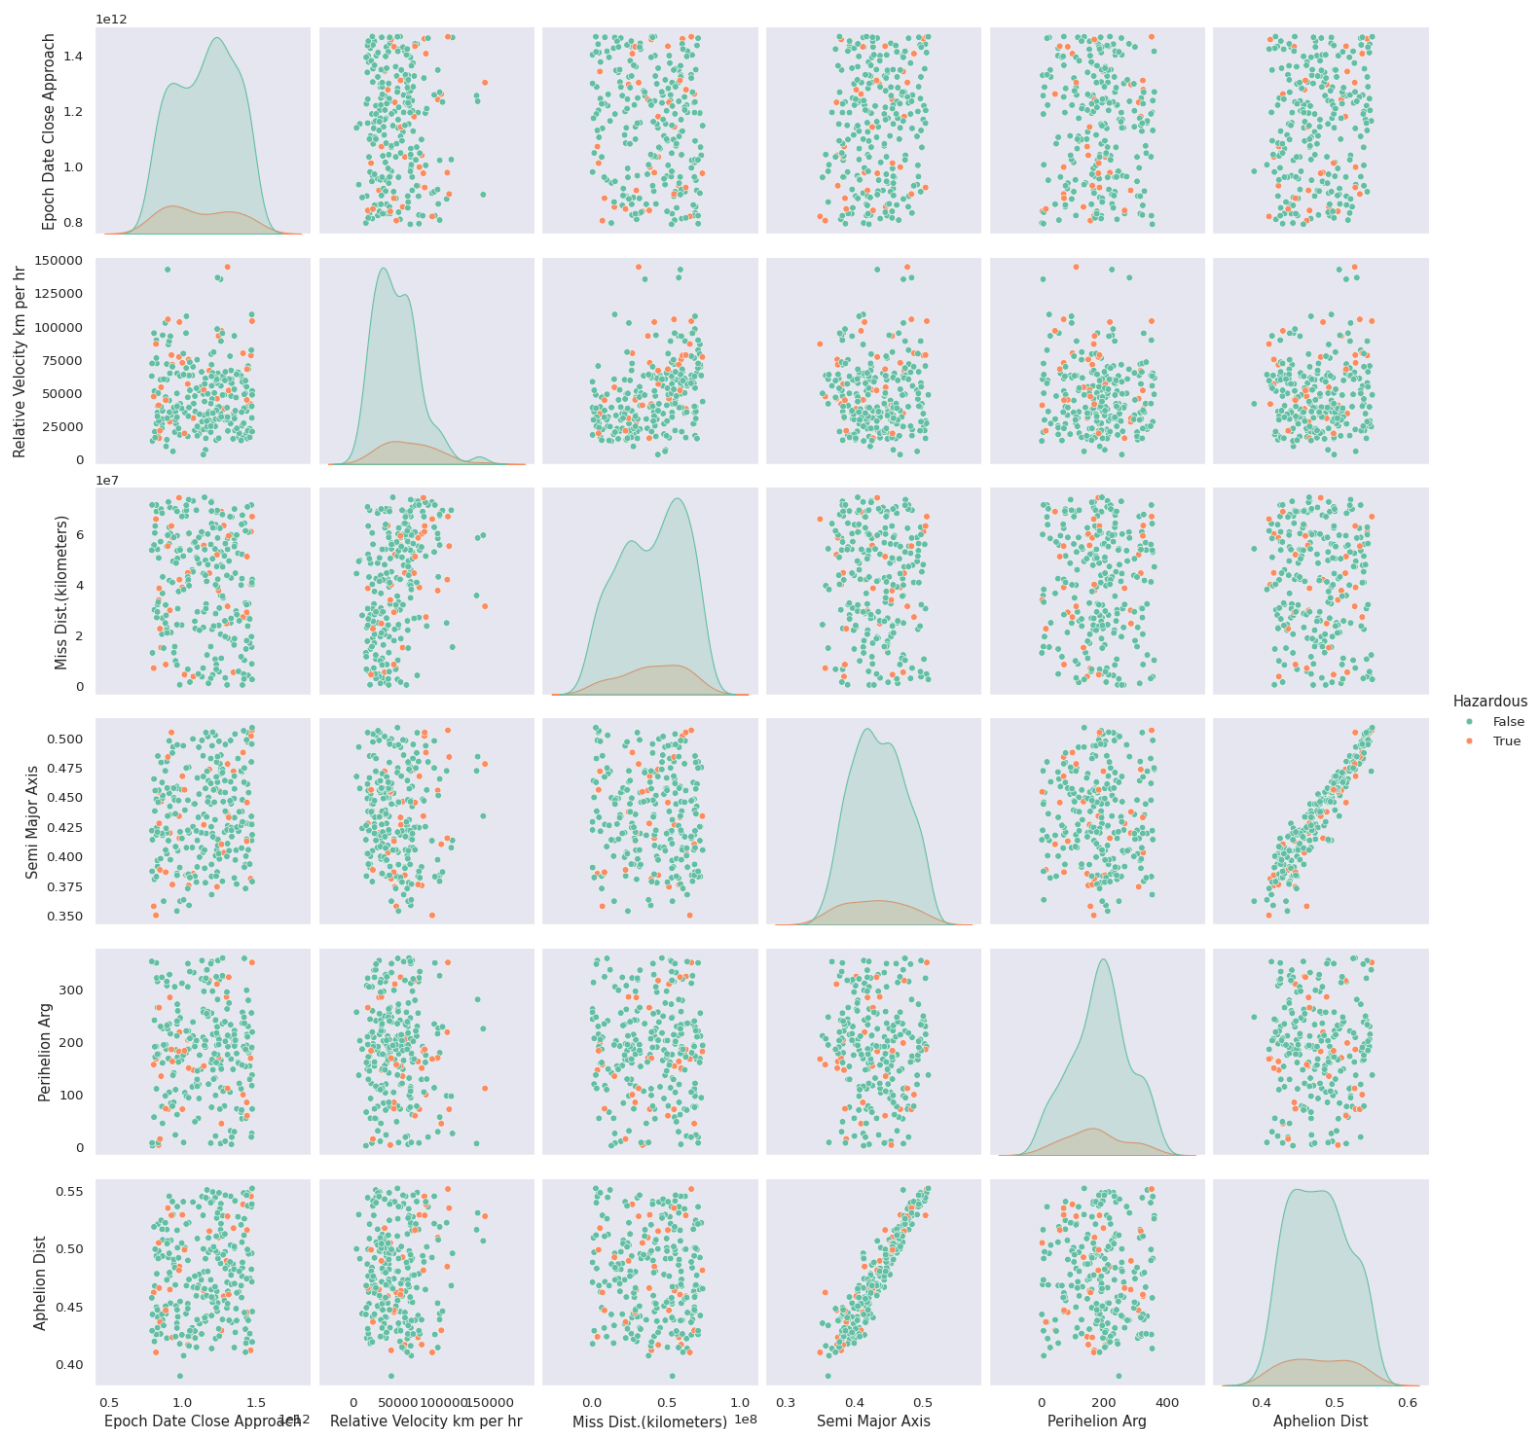 1e12
Epoch Date Close Approach
1.4
1.2
1.0
0.8
Relative Velocity km per hr
150000
125000
100000
75000
50000
25000
0
1e7
Miss Dist.(kilometers)
6
4
2
0
Hazardous
False
True
Semi Major Axis
0.500
0.475
0.450
0.425
0.400
0.375
0.350
Perihelion Arg
300
200
100
0
Aphelion Dist
0.55
0.50
0.45
0.40
0.5 1.0 1.5
Epoch Date Close Approach 1e12
0 50000 100000 150000
Relative Velocity km per hr
0.0 0.5 1.0
Miss Dist.(kilometers) 1e8
0.3 0.4 0.5
Semi Major Axis
0 200 400
Perihelion Arg
0.4 0.5 0.6
Aphelion Dist